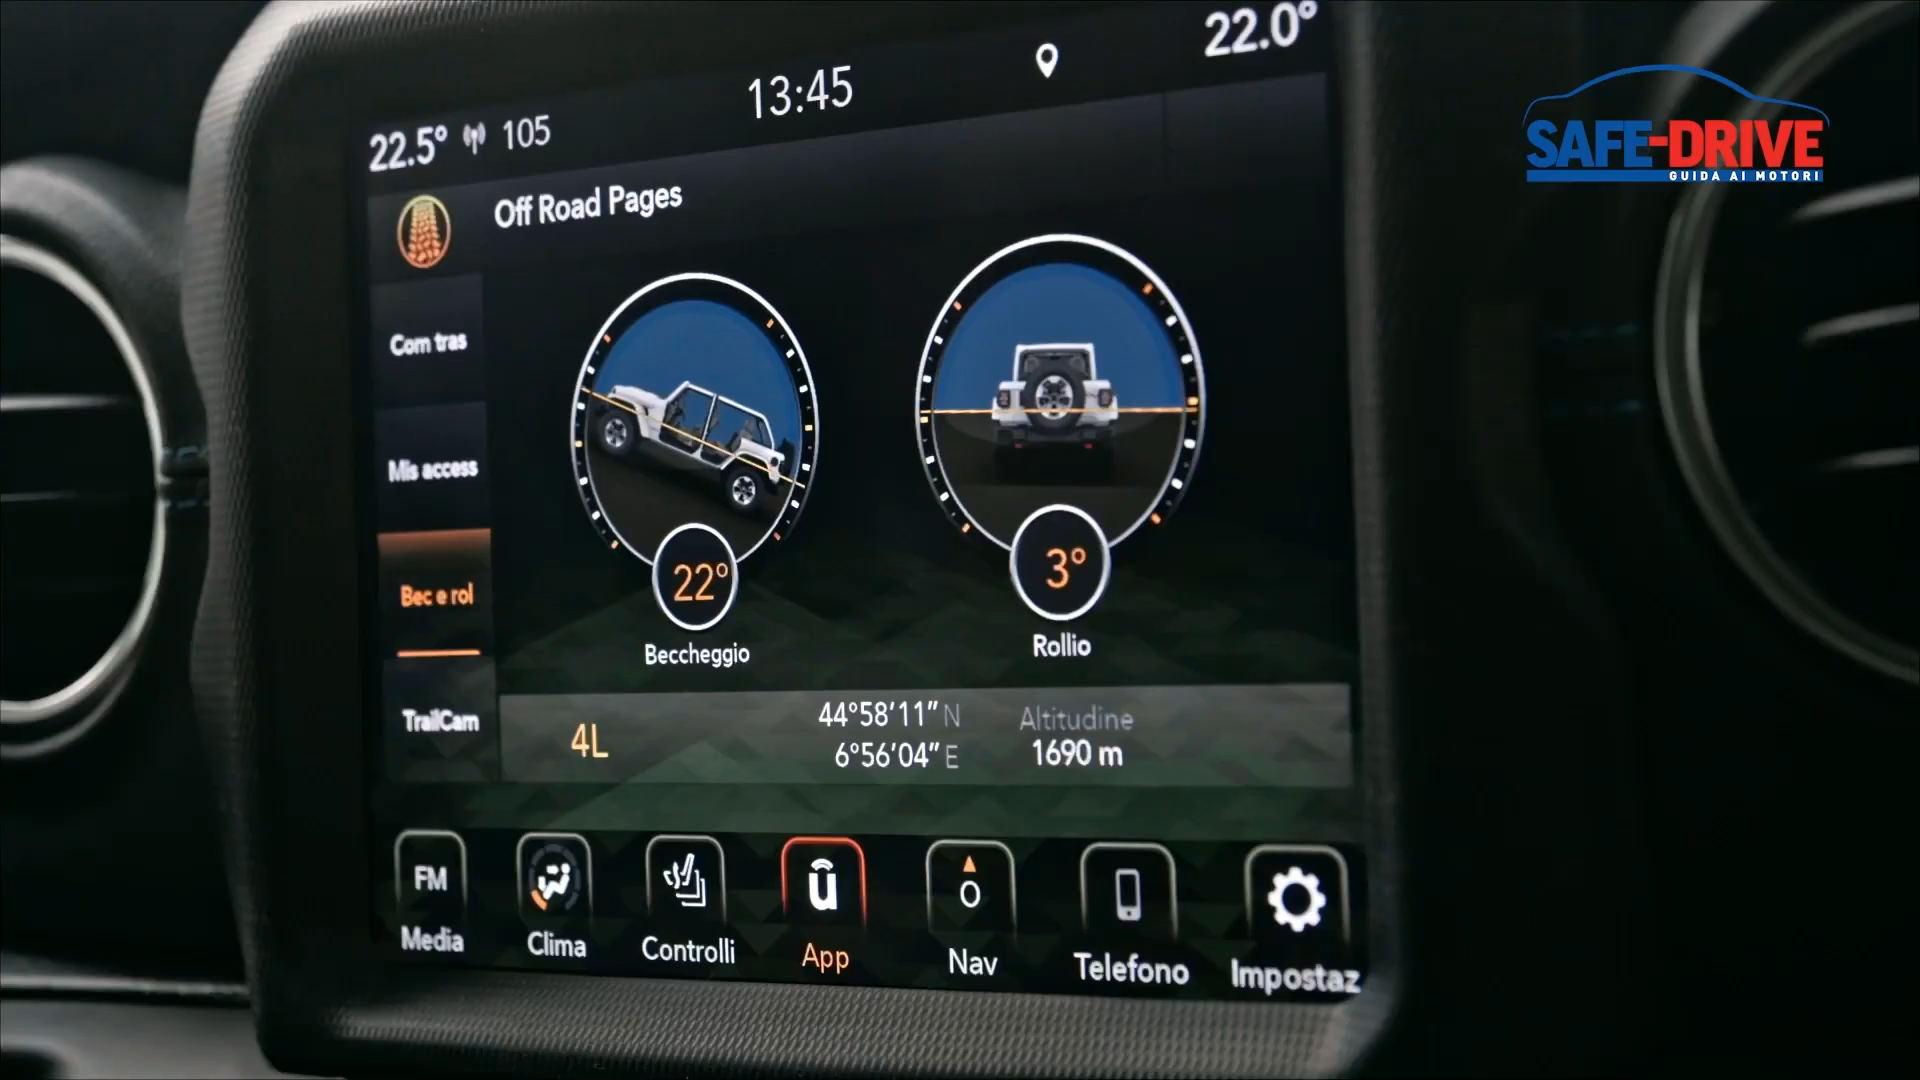 22.0°
13:45
22.5° 105
SAFE-DRIVE
GUIDA AI MOTORI
Off Road Pages
Com tras
Mis access
Bec e rol
TrailCam
22°
Beccheggio
3°
Rollio
4L
44°58'11" N
6°56'04" E
Altitudine
1690 m
FM
Media
Clima
Controlli
u
App
Nav
Telefono
Impostaz